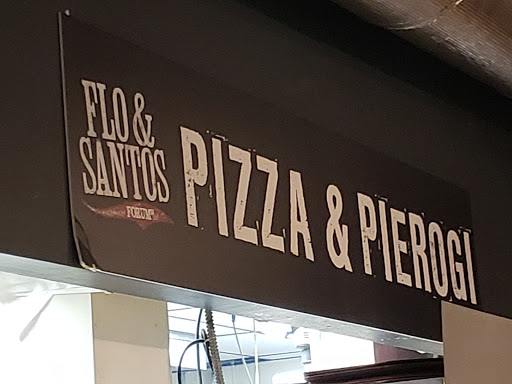 FLO &
SANTOS
FORUM
PIZZA & PIEROGI